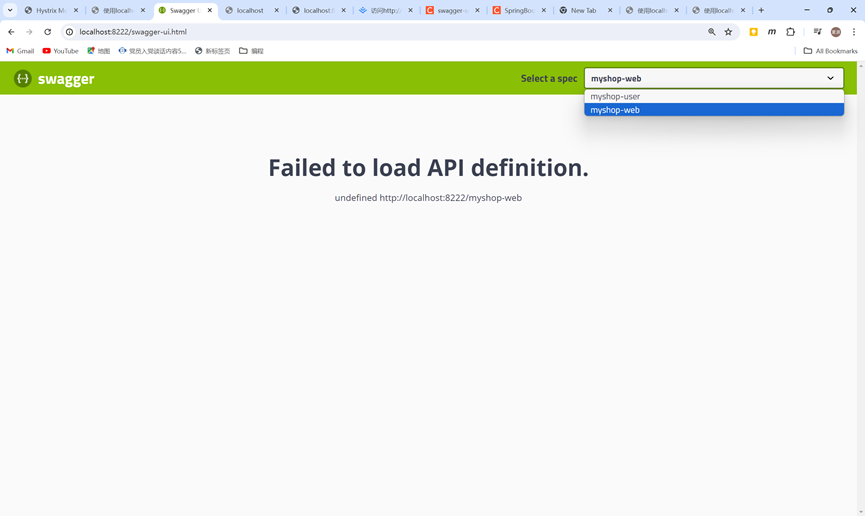 Hystrix Mo
使用localh
Swagger U
localhost
localhost:
访问http:/
swagger-u
SpringBoo
New Tab
使用localh
使用localh
localhost:8222/swagger-ui.html
Gmail
YouTube
地图
党员入党谈话内容5...
新标签页
编程
All Bookmarks
swagger
Select a spec
myshop-web
myshop-user
myshop-web
Failed to load API definition.
undefined http://localhost:8222/myshop-web